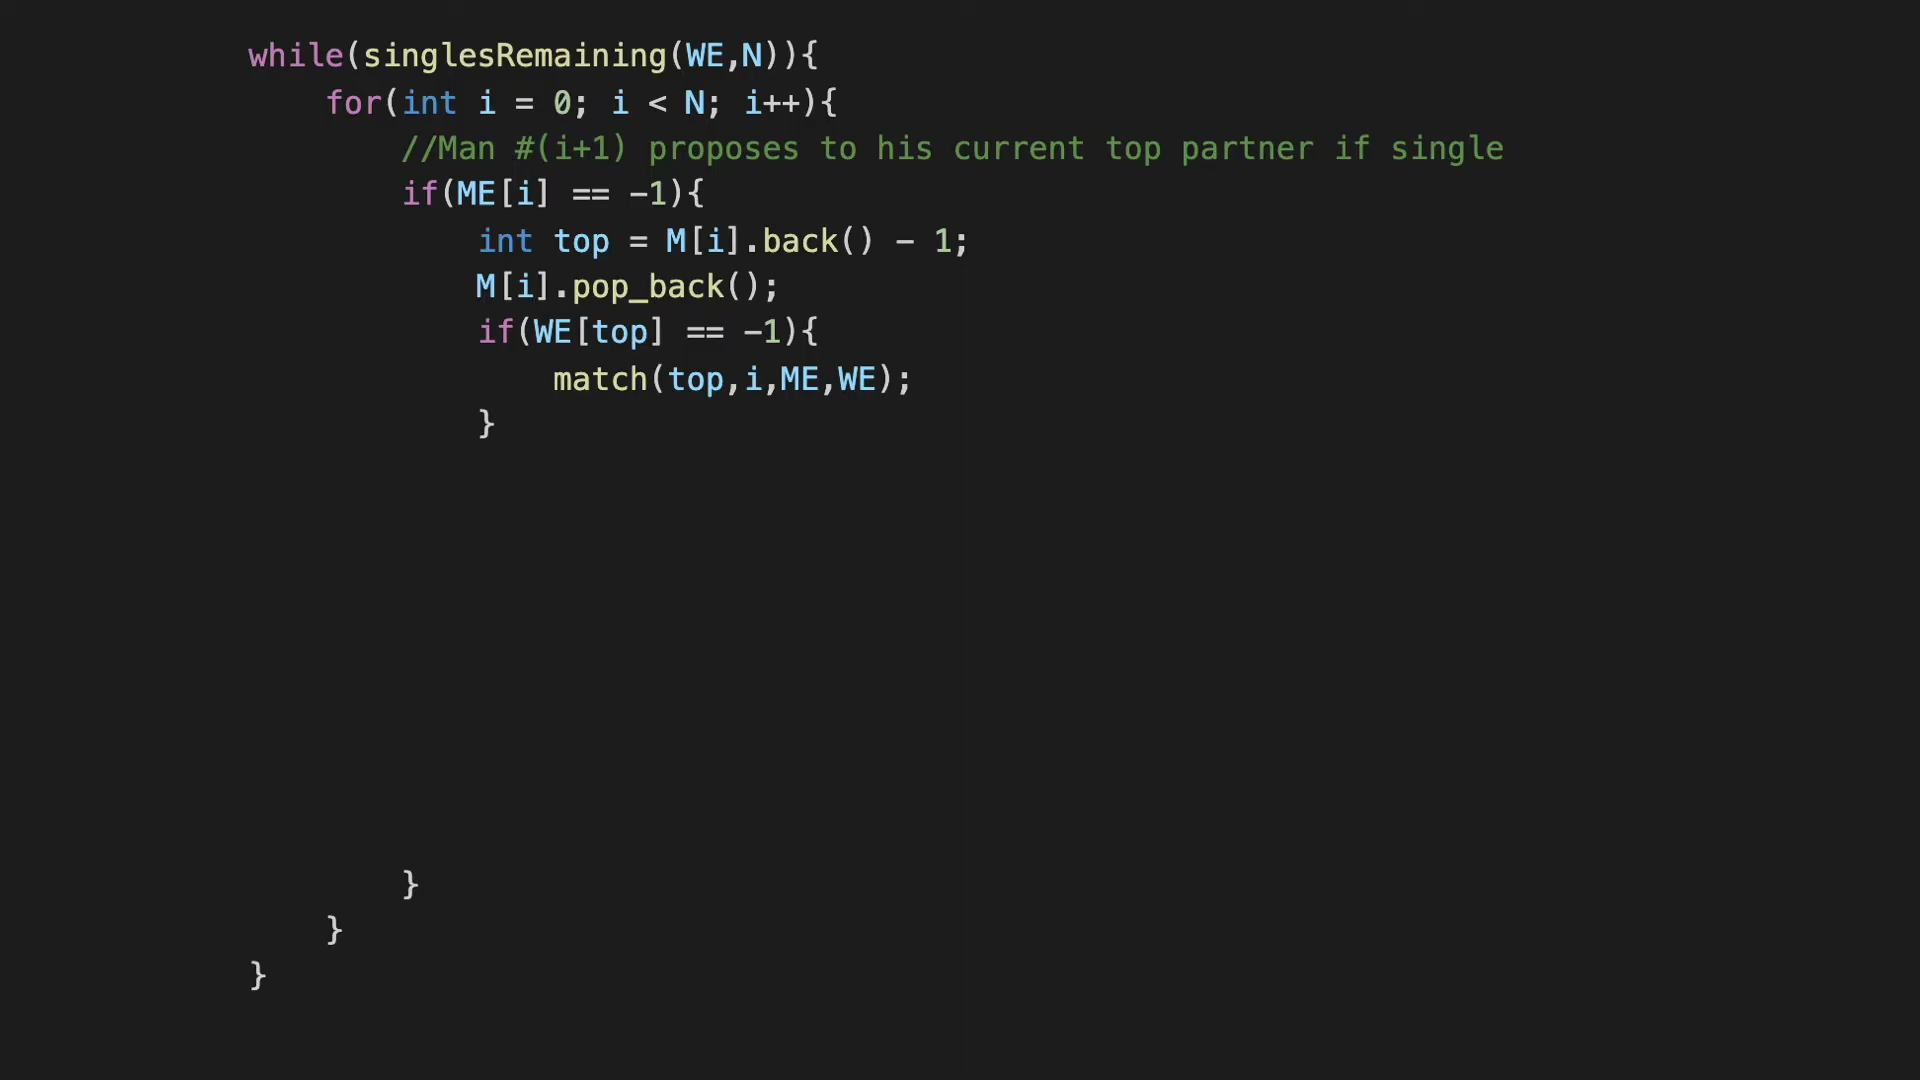 while(singlesRemaining(WE,N)){
for(int i = 0; i < N; i++){
//Man #(i+1) proposes to his current top partner if single
if(ME[i] == -1){
int top = M[i].back() - 1;
M[i].pop_back();
if(WE[top] == -1){
match(top,i,ME,WE);
}
}
}
}